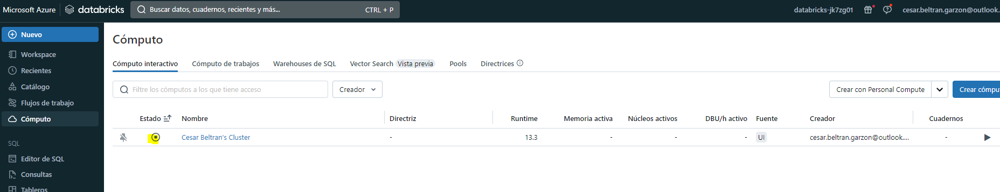 Microsoft Azure databricks Buscar datos, cuadernos, recientes y más... CTRL + P databricks-jk7zg01 cesar.beltran.garzon@outlook.
Nuevo
Workspace
Recientes
Catálogo
Flujos de trabajo
Cómputo
SQL
Editor de SQL
Consultas
Tableros
Cómputo
Cómputo interactivo Cómputo de trabajos Warehouses de SQL Vector Search Vista previa Pools Directrices
Filtre los cómputos a los que tiene acceso Creador Crear con Personal Compute Crear cómpu
Estado Nombre Directriz Runtime Memoria activa Núcleos activos DBU/h activo Fuente Creador Cuadernos
Cesar Beltran's Cluster - 13.3 - - - UI cesar.beltran.garzon@outlook.... -